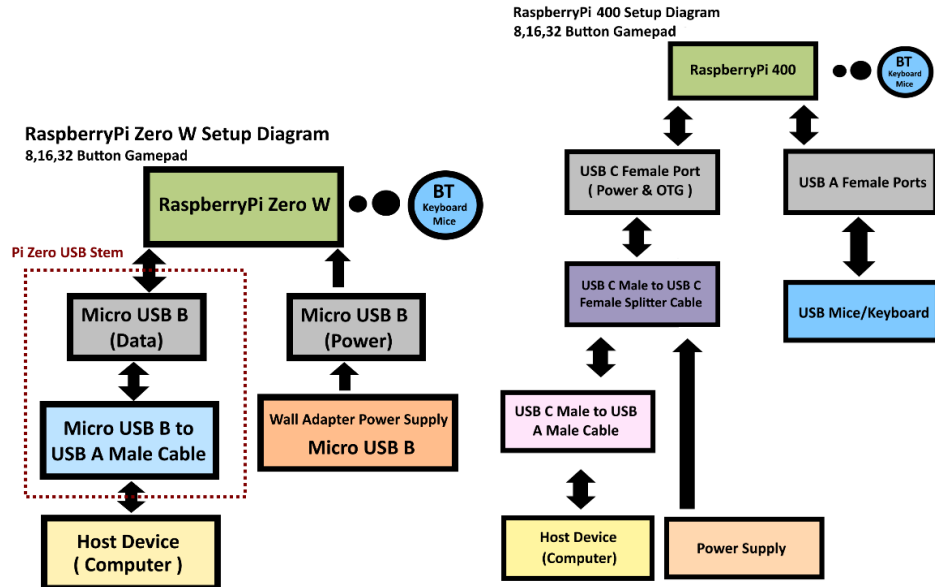 RaspberryPi Zero W Setup Diagram
8,16,32 Button Gamepad
RaspberryPi Zero W
BT
Keyboard
Mice
Pi Zero USB Stem
Micro USB B
(Data)
Micro USB B
(Power)
Micro USB B to
USB A Male Cable
Wall Adapter Power Supply
Micro USB B
Host Device
( Computer )
RaspberryPi 400 Setup Diagram
8,16,32 Button Gamepad
RaspberryPi 400
BT
Keyboard
Mice
USB C Female Port
( Power & OTG )
USB A Female Ports
USB C Male to USB C
Female Splitter Cable
USB Mice/Keyboard
USB C Male to USB
A Male Cable
Host Device
(Computer)
Power Supply